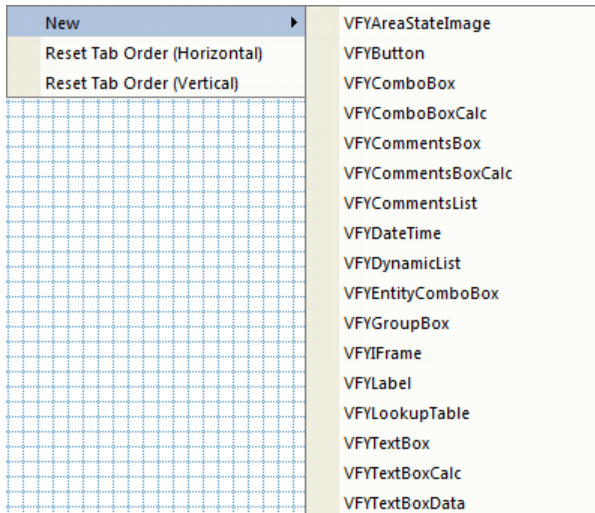 New
Reset Tab Order (Horizontal)
Reset Tab Order (Vertical)
VFYAreaStateImage
VFYButton
VFYComboBox
VFYComboBoxCalc
VFYCommentsBox
VFYCommentsBoxCalc
VFYCommentsList
VFYDateTime
VFYDynamicList
VFYEntityComboBox
VFYGroupBox
VFYIFrame
VFYLabel
VFYLookupTable
VFYTextBox
VFYTextBoxCalc
VFYTextBoxData